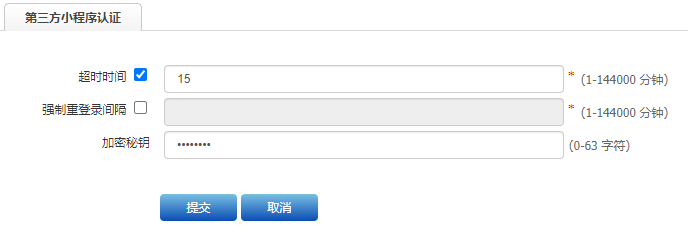 第三方小程序认证
超时时间 15 * (1-144000 分钟)
强制重登录间隔 * (1-144000 分钟)
加密秘钥 •••••••• (0-63 字符)
提交 取消